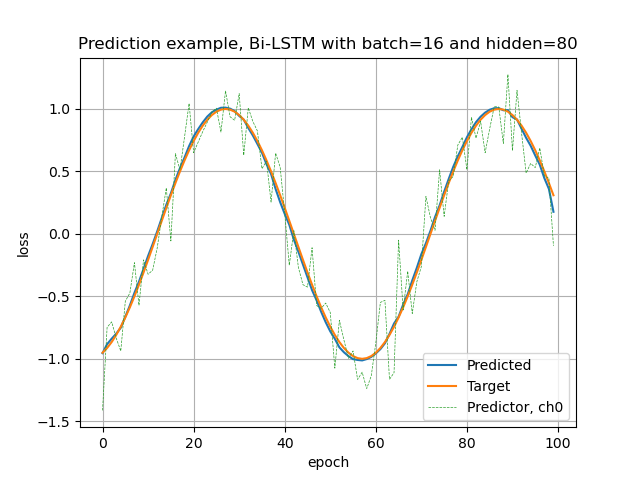 Prediction example, Bi-LSTM with batch=16 and hidden=80
loss
1.0
0.5
0.0
−0.5
−1.0
−1.5
Predicted
Target
Predictor, ch0
0 20 40 60 80 100
epoch